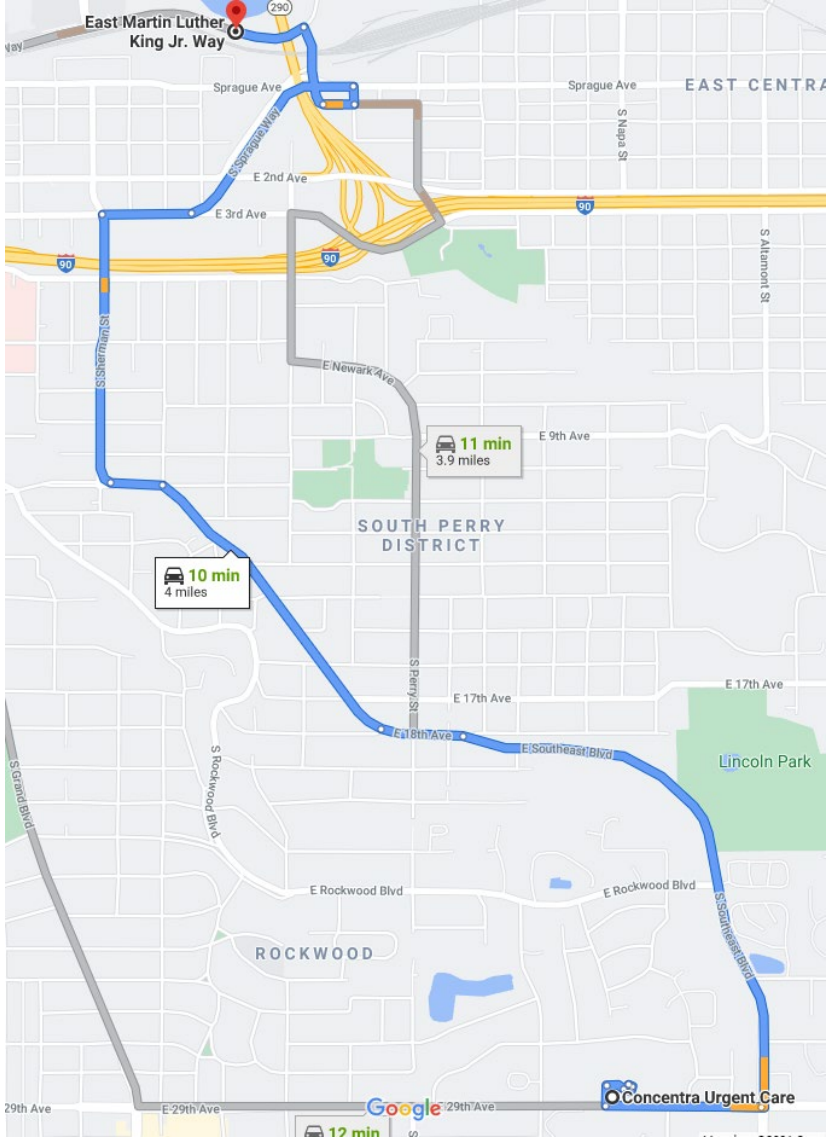 290
East Martin Luther
King Jr. Way
Way
Sprague Ave
Sprague Ave
EAST CENTRA
S Napa St
S Sprague Way
E 2nd Ave
E 3rd Ave
90
90
90
S Altamont St
S Sherman St
E Newark Ave
11 min
3.9 miles
E 9th Ave
SOUTH PERRY
DISTRICT
10 min
4 miles
S Perry St
E 17th Ave
E 17th Ave
E 18th Ave
E Southeast Blvd
Lincoln Park
S Grand Blvd
S Rockwood Blvd
E Rockwood Blvd
E Rockwood Blvd
S Southeast Blvd
ROCKWOOD
Concentra Urgent Care
29th Ave
E 29th Ave
Google
29th Ave
12 min